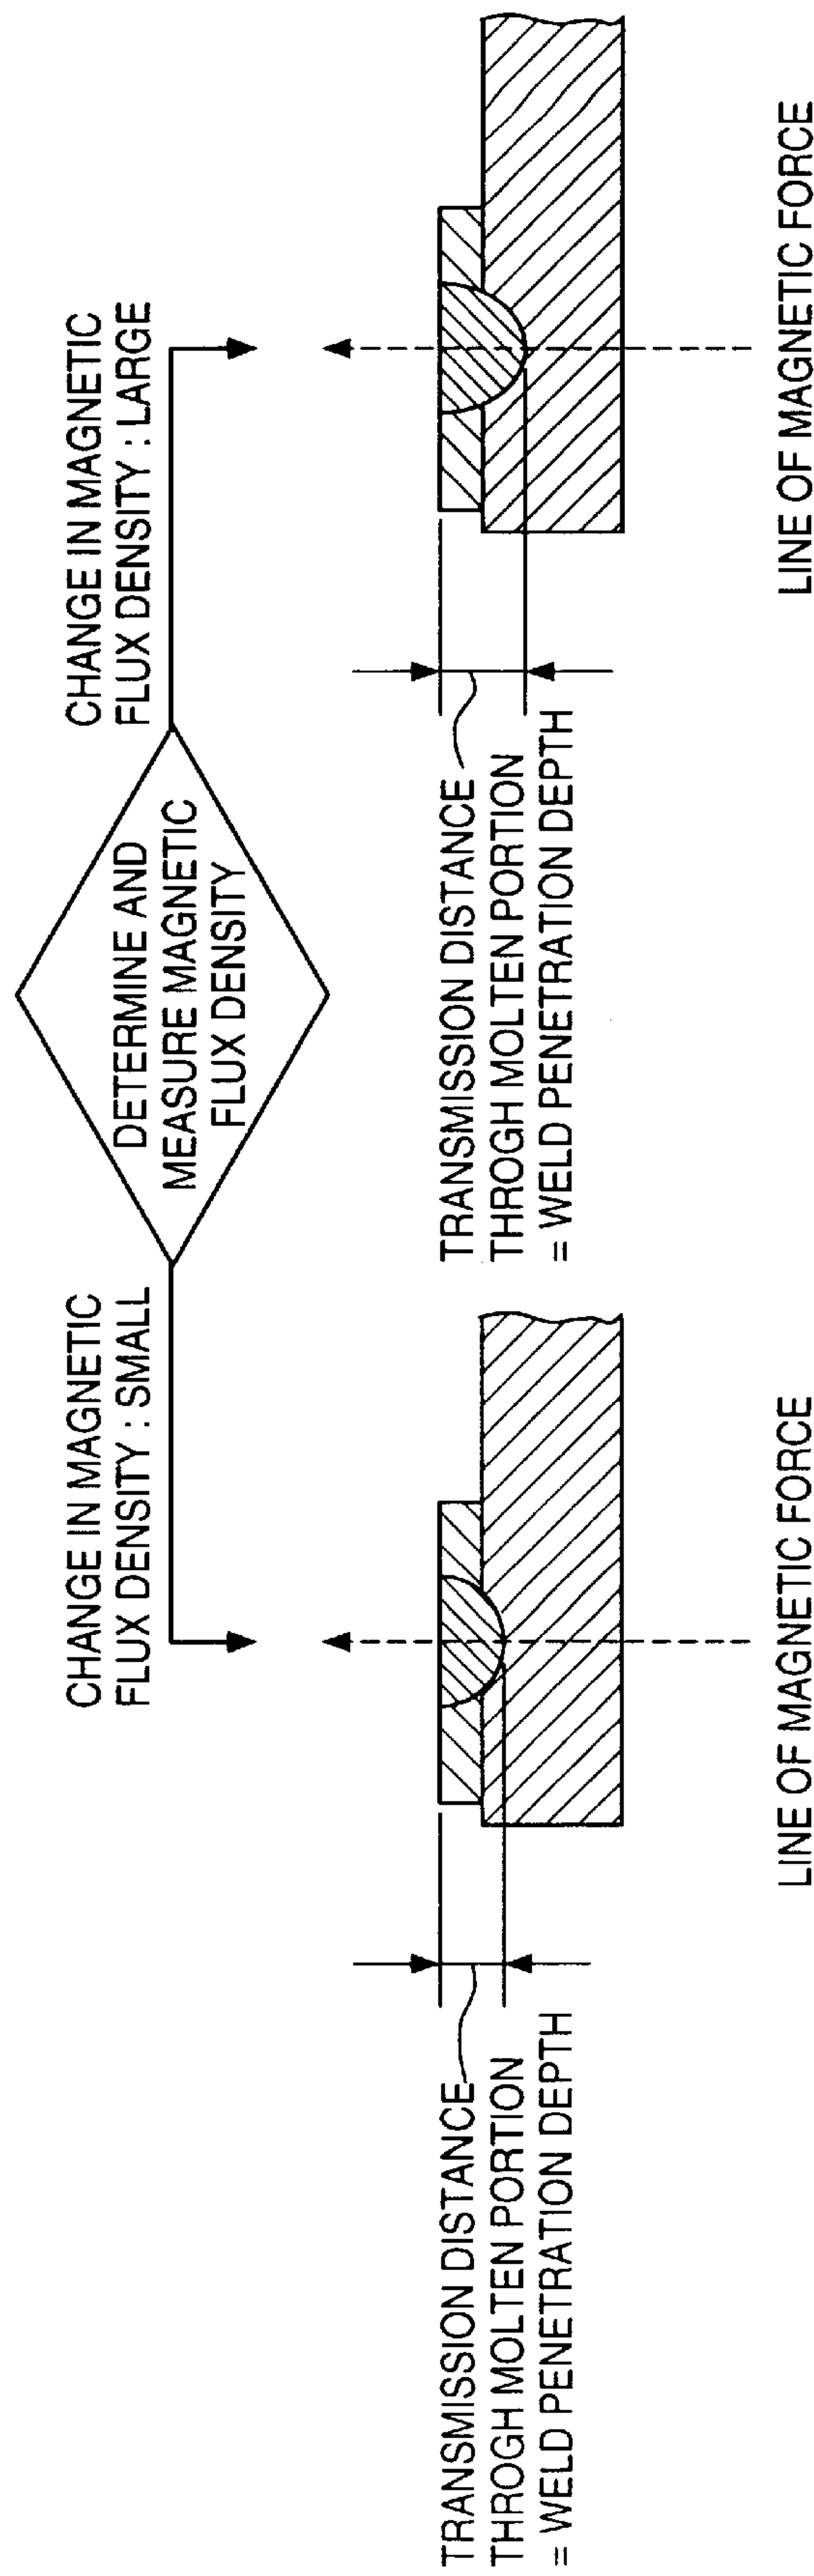 CHANGE IN MAGNETIC
FLUX DENSITY : SMALL
DETERMINE AND
MEASURE MAGNETIC
FLUX DENSITY
CHANGE IN MAGNETIC
FLUX DENSITY : LARGE
TRANSMISSION DISTANCE
THROGH MOLTEN PORTION
= WELD PENETRATION DEPTH
TRANSMISSION DISTANCE
THROGH MOLTEN PORTION
= WELD PENETRATION DEPTH
LINE OF MAGNETIC FORCE
LINE OF MAGNETIC FORCE